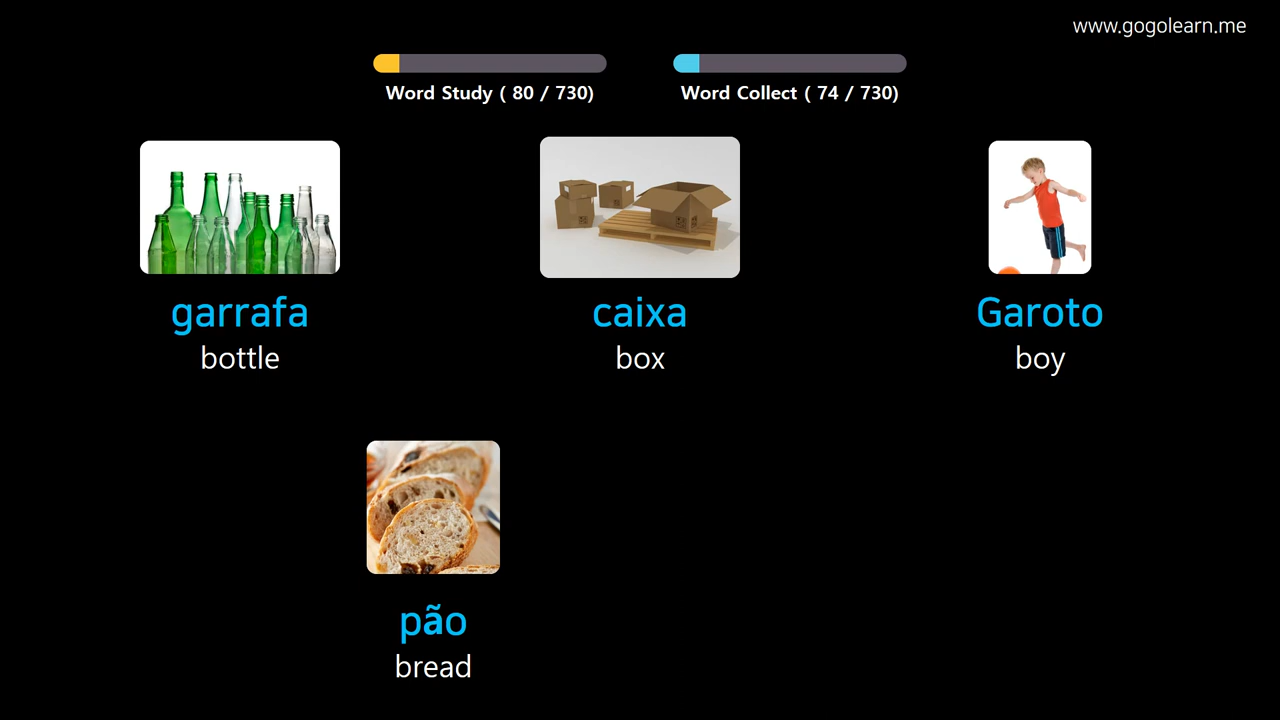 www.gogolearn.me
Word Study ( 80 / 730)
Word Collect ( 74 / 730)
garrafa
bottle
caixa
box
Garoto
boy
pão
bread